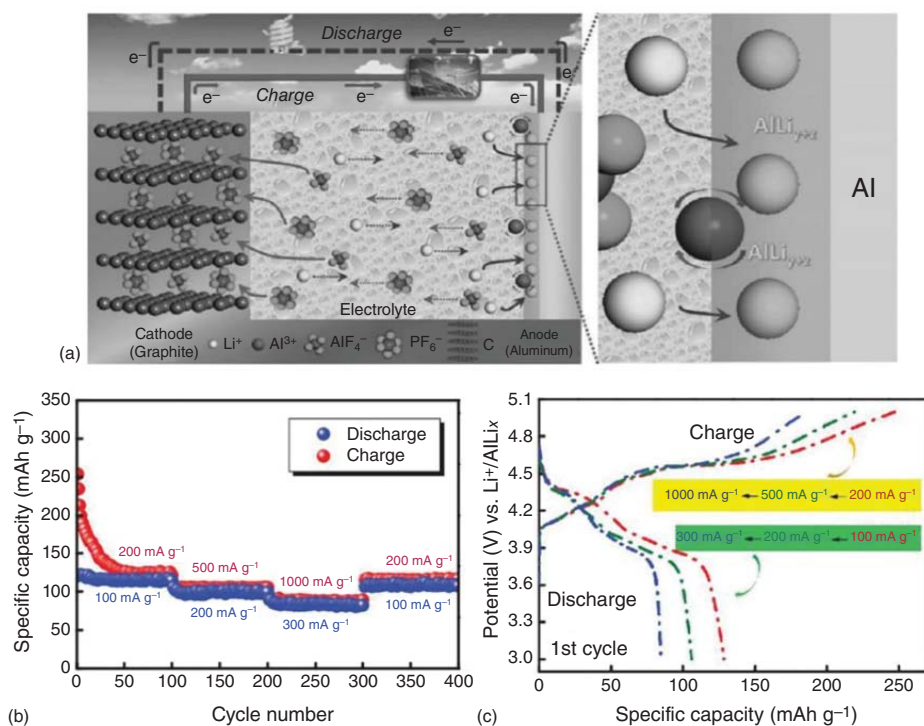 Discharge
e⁻
e⁻
e
e⁻
Charge
e⁻
e⁻
AlLi y+z
Al
AlLi y+z
Electrolyte
Cathode
(Graphite)
Li⁺
Al³⁺
AlF₄⁻
PF₆⁻
C
Anode
(Aluminum)
(a)
350
300
250
200
150
100
50
0
Specific capacity (mAh g⁻¹)
Discharge
Charge
200 mA g⁻¹
500 mA g⁻¹
1000 mA g⁻¹
200 mA g⁻¹
100 mA g⁻¹
200 mA g⁻¹
300 mA g⁻¹
100 mA g⁻¹
0 50 100 150 200 250 300 350 400
Cycle number
(b)
5.1
4.8
4.5
4.2
3.9
3.6
3.3
3.0
Potential (V) vs. Li⁺/AlLix
Charge
1000 mA g⁻¹ ← 500 mA g⁻¹ ← 200 mA g⁻¹
300 mA g⁻¹ ← 200 mA g⁻¹ ← 100 mA g⁻¹
Discharge
1st cycle
0 50 100 150 200 250
Specific capacity (mAh g⁻¹)
(c)